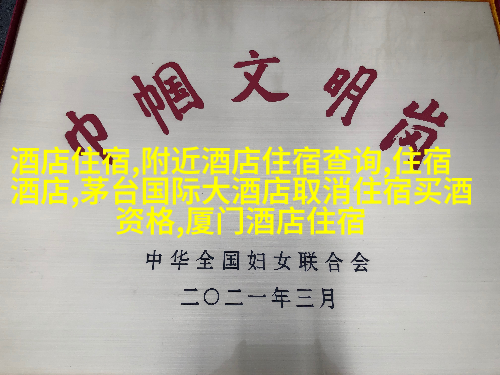 巾帼文明岗
酒店住宿,附近酒店住宿查询,住宿
酒店,茅台国际大酒店取消住宿买酒
资格,厦门酒店住宿
中华全国妇女联合会
二〇二一年三月